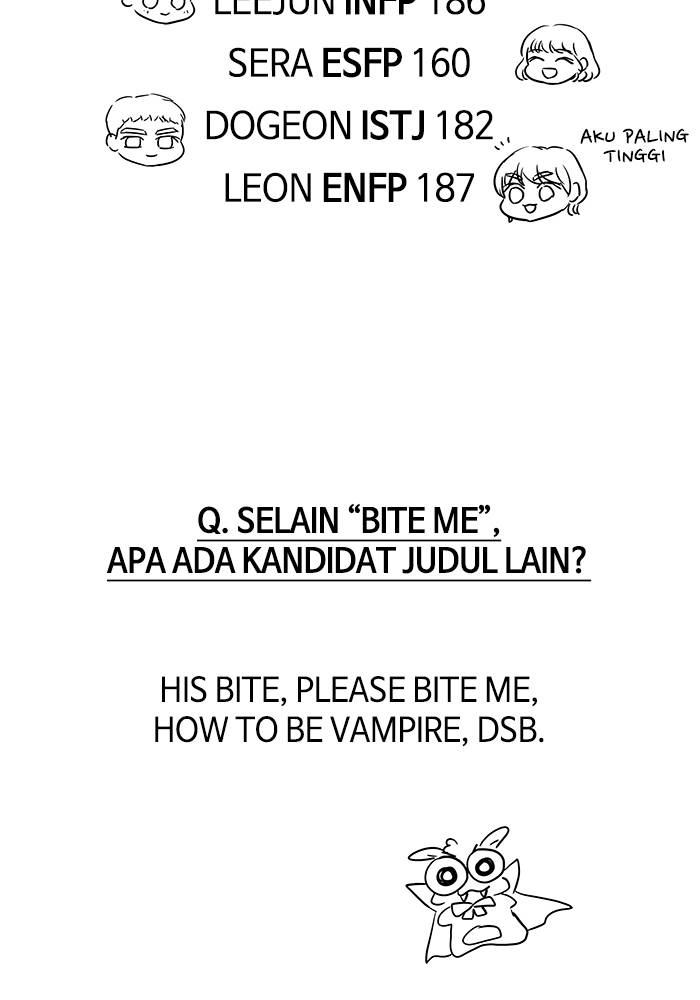 LEEJUN INFP 186
SERA ESFP 160
DOGEON ISTJ 182
AKU PALING
TINGGI
LEON ENFP 187
Q. SELAIN “BITE ME”,
APA ADA KANDIDAT JUDUL LAIN?
HIS BITE, PLEASE BITE ME,
HOW TO BE VAMPIRE, DSB.